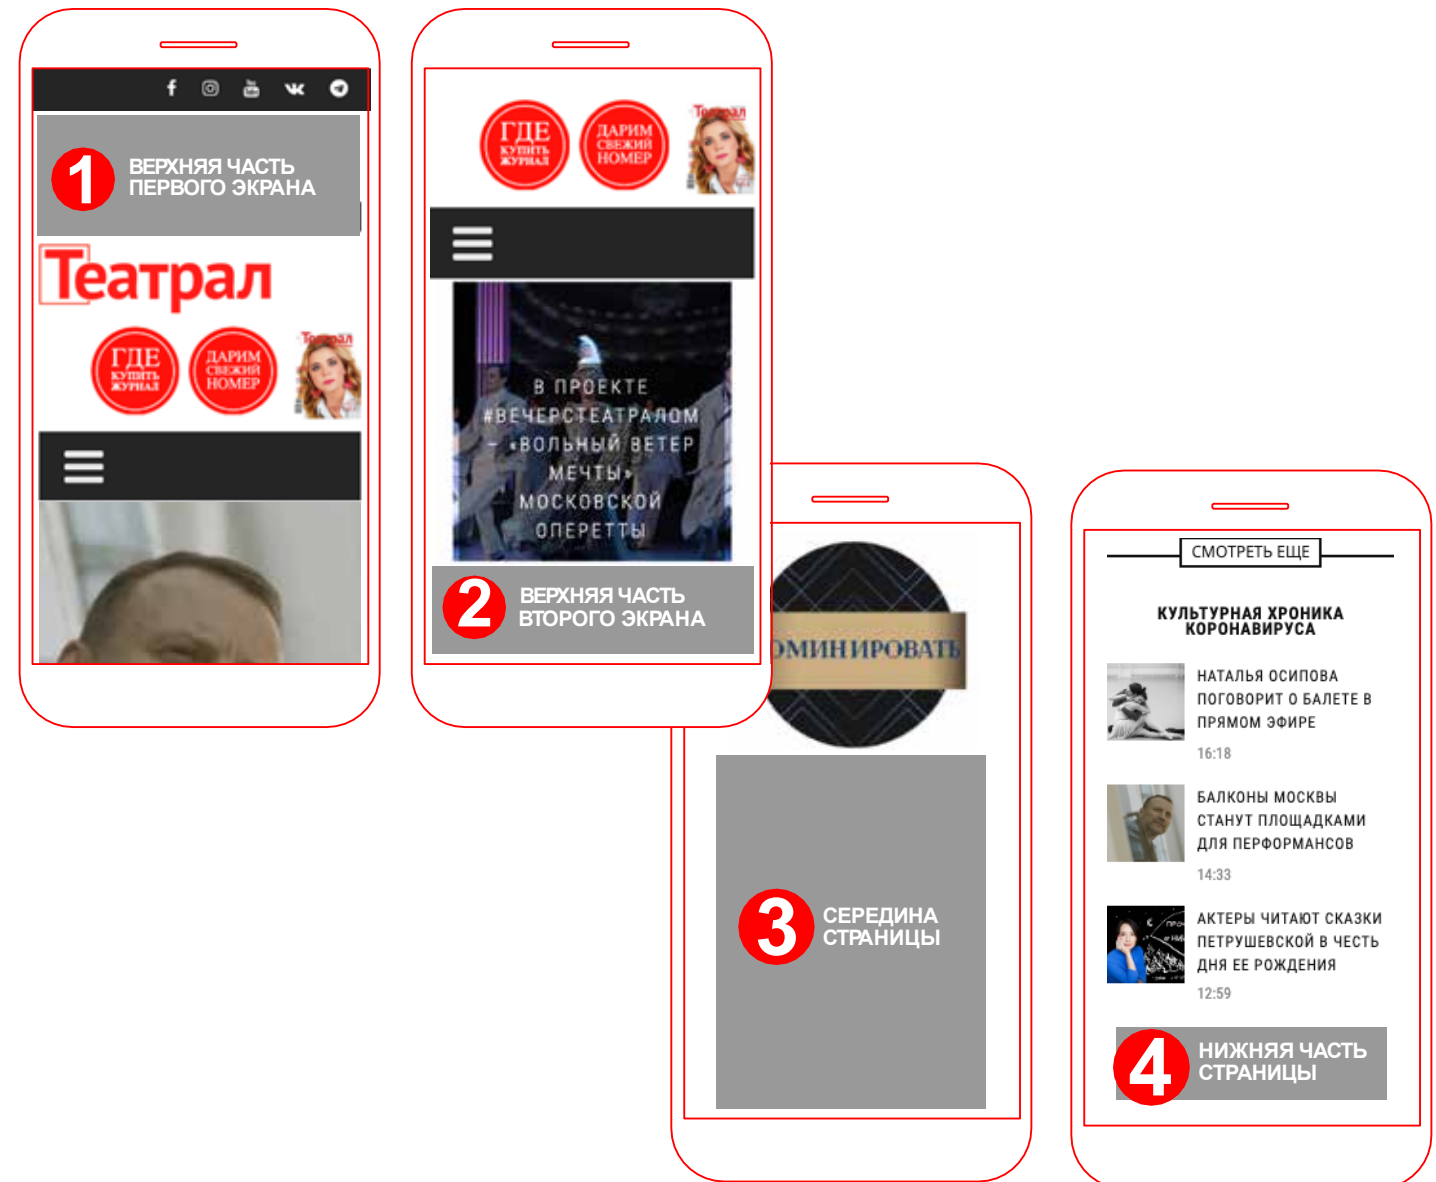 1
ВЕРХНЯЯ ЧАСТЬ
ПЕРВОГО ЭКРАНА
Театрал
ГДЕ
КУПИТЬ
ЖУРНАЛ
ДАРИМ
СВЕЖИЙ
НОМЕР
Театрал
ГДЕ
КУПИТЬ
ЖУРНАЛ
ДАРИМ
СВЕЖИЙ
НОМЕР
Театрал
В ПРОЕКТЕ
#ВЕЧЕРСТЕАТРАЛОМ
– «ВОЛЬНЫЙ ВЕТЕР
МЕЧТЫ»
МОСКОВСКОЙ
ОПЕРЕТТЫ
2
ВЕРХНЯЯ ЧАСТЬ
ВТОРОГО ЭКРАНА
ОМИНИРОВАТЬ
3
СЕРЕДИНА
СТРАНИЦЫ
СМОТРЕТЬ ЕЩЕ
КУЛЬТУРНАЯ ХРОНИКА
КОРОНАВИРУСА
НАТАЛЬЯ ОСИПОВА
ПОГОВОРИТ О БАЛЕТЕ В
ПРЯМОМ ЭФИРЕ
16:18
БАЛКОНЫ МОСКВЫ
СТАНУТ ПЛОЩАДКАМИ
ДЛЯ ПЕРФОРМАНСОВ
14:33
АКТЕРЫ ЧИТАЮТ СКАЗКИ
ПЕТРУШЕВСКОЙ В ЧЕСТЬ
ДНЯ ЕЕ РОЖДЕНИЯ
12:59
4
НИЖНЯЯ ЧАСТЬ
СТРАНИЦЫ